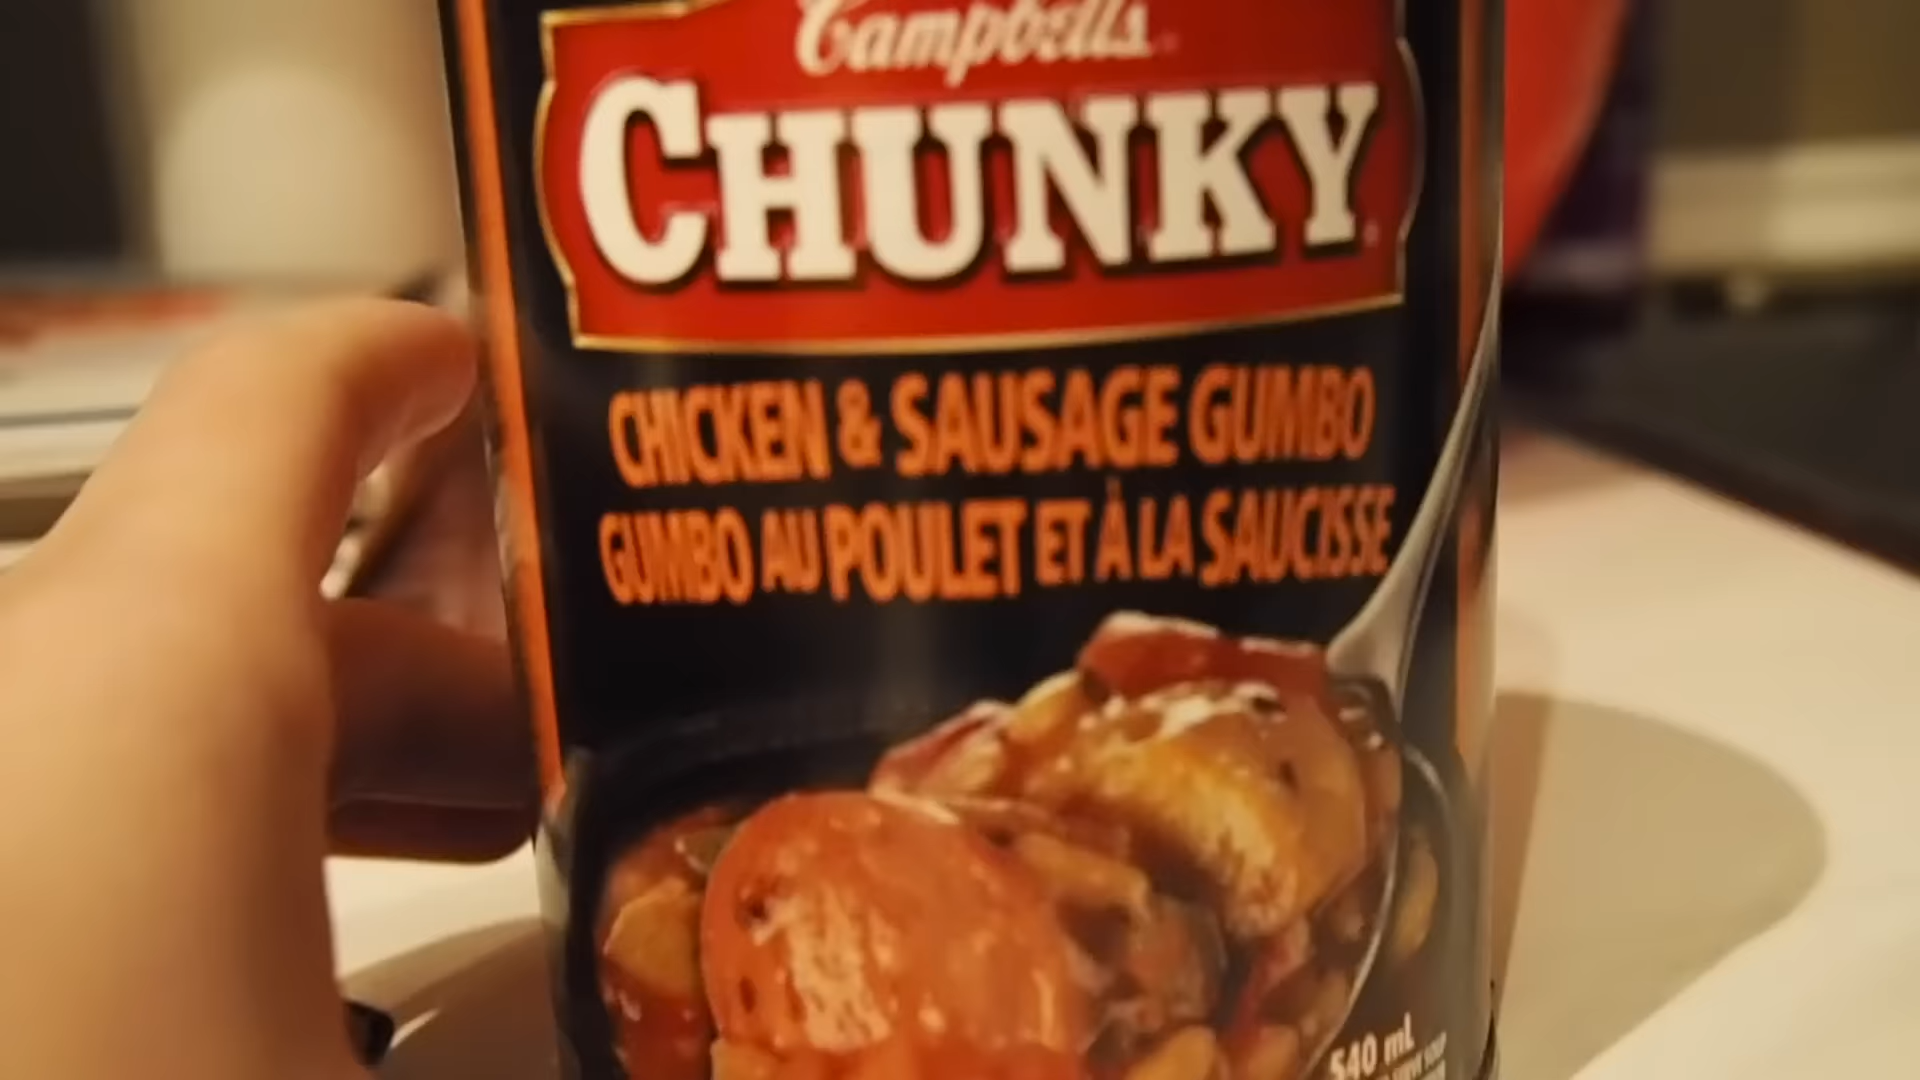 Campbell's
CHUNKY
CHICKEN & SAUSAGE GUMBO
GUMBO AU POULET ET À LA SAUCISSE
540 mL